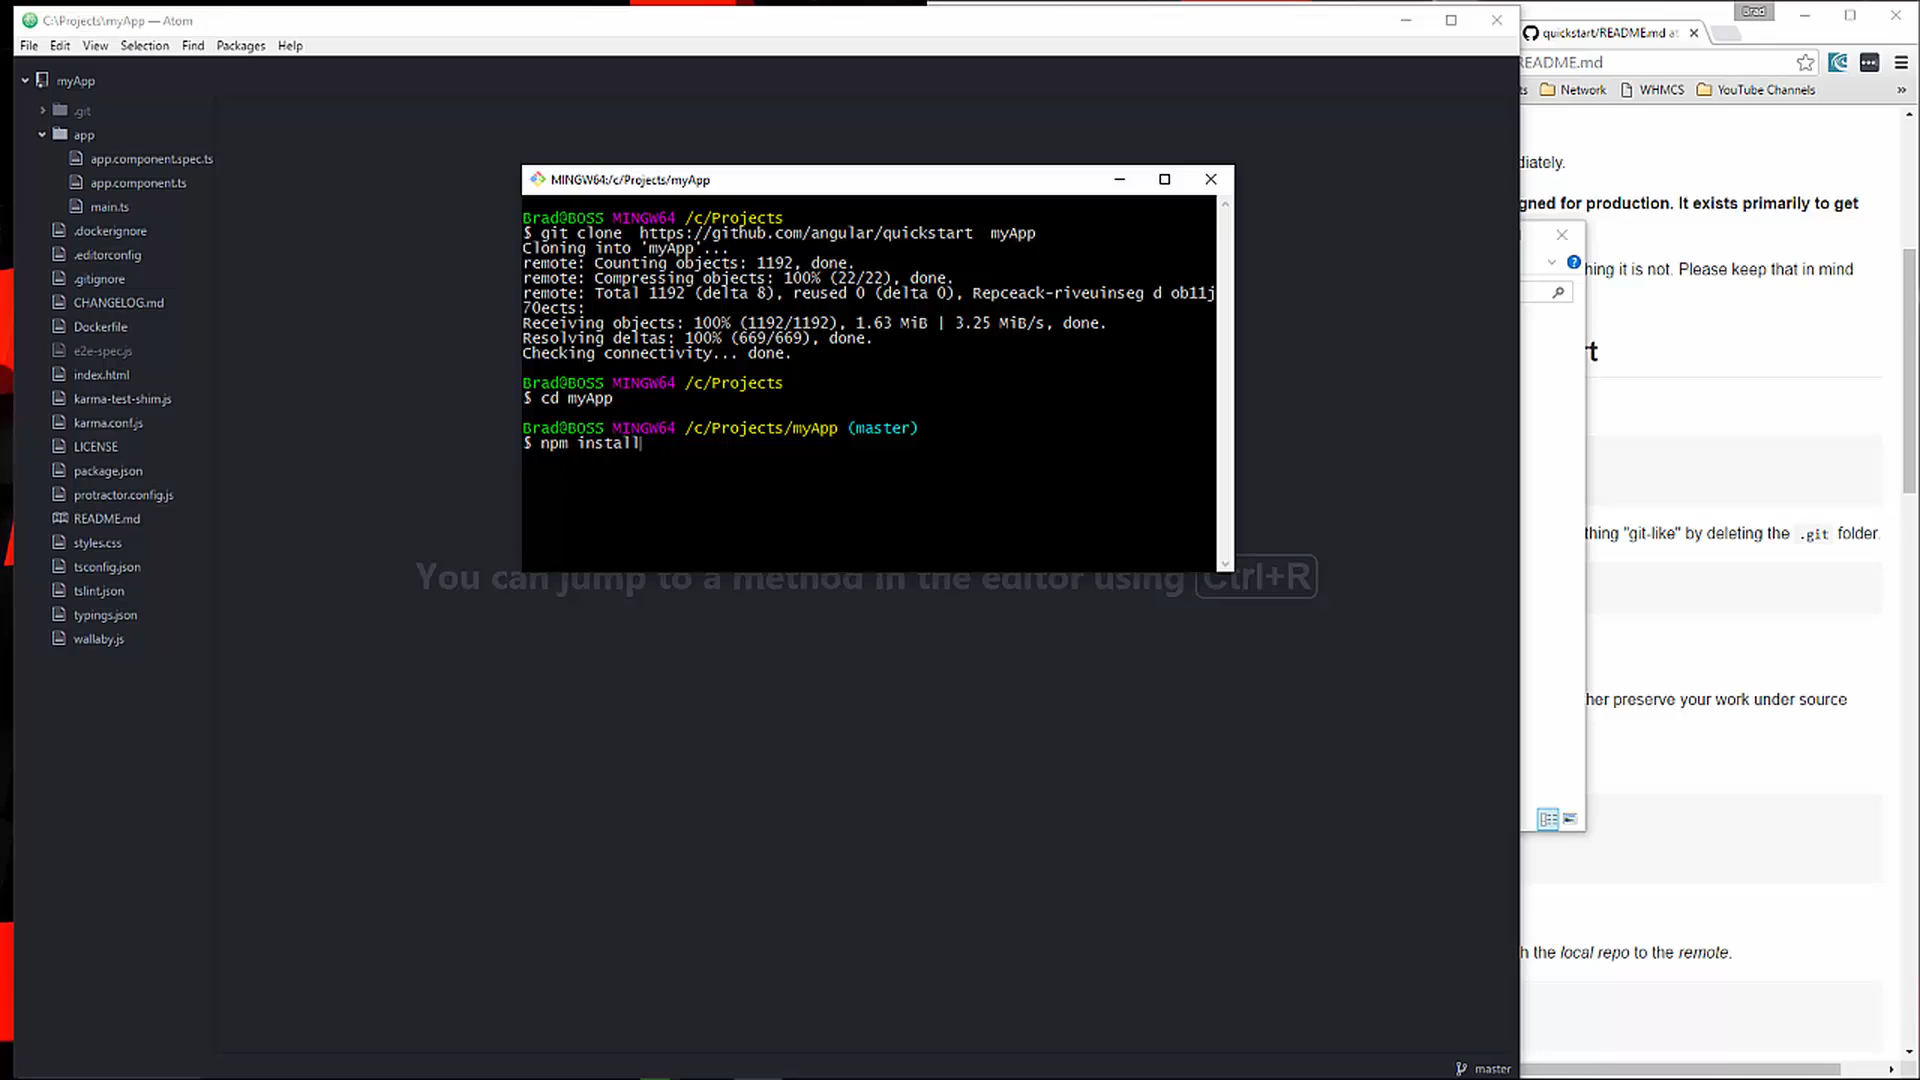 C:\Projects\myApp — Atom
File Edit View Selection Find Packages Help
myApp
.git
app
app.component.spec.ts
app.component.ts
main.ts
.dockerignore
.editorconfig
.gitignore
CHANGELOG.md
Dockerfile
e2e-spec.js
index.html
karma-test-shim.js
karma.conf.js
LICENSE
package.json
protractor.config.js
README.md
styles.css
tsconfig.json
tslint.json
typings.json
wallaby.js
MINGW64:/c/Projects/myApp
Brad@BOSS MINGW64 /c/Projects
$ git clone  https://github.com/angular/quickstart  myApp
Cloning into 'myApp'...
remote: Counting objects: 1192, done.
remote: Compressing objects: 100% (22/22), done.
remote: Total 1192 (delta 8), reused 0 (delta 0), Repceack-riveuinseg d ob11j
70ects:
Receiving objects: 100% (1192/1192), 1.63 MiB | 3.25 MiB/s, done.
Resolving deltas: 100% (669/669), done.
Checking connectivity... done.
Brad@BOSS MINGW64 /c/Projects
$ cd myApp
Brad@BOSS MINGW64 /c/Projects/myApp (master)
$ npm install
You can jump to a method in the editor using Ctrl+R
master
Brad
quickstart/README.md at
README.md
ts Network WHMCS YouTube Channels »
diately.
gned for production. It exists primarily to get
hing it is not. Please keep that in mind
rt
thing "git-like" by deleting the .git folder.
her preserve your work under source
h the local repo to the remote.